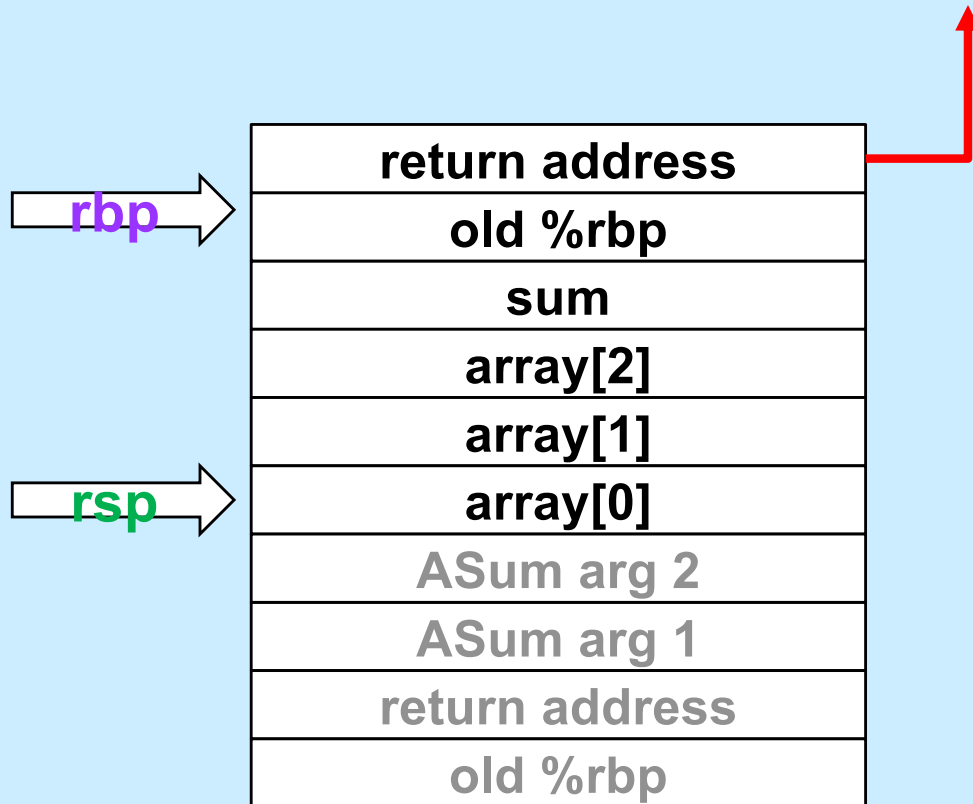 return address
rbp
old %rbp
sum
array[2]
array[1]
rsp
array[0]
ASum arg 2
ASum arg 1
return address
old %rbp